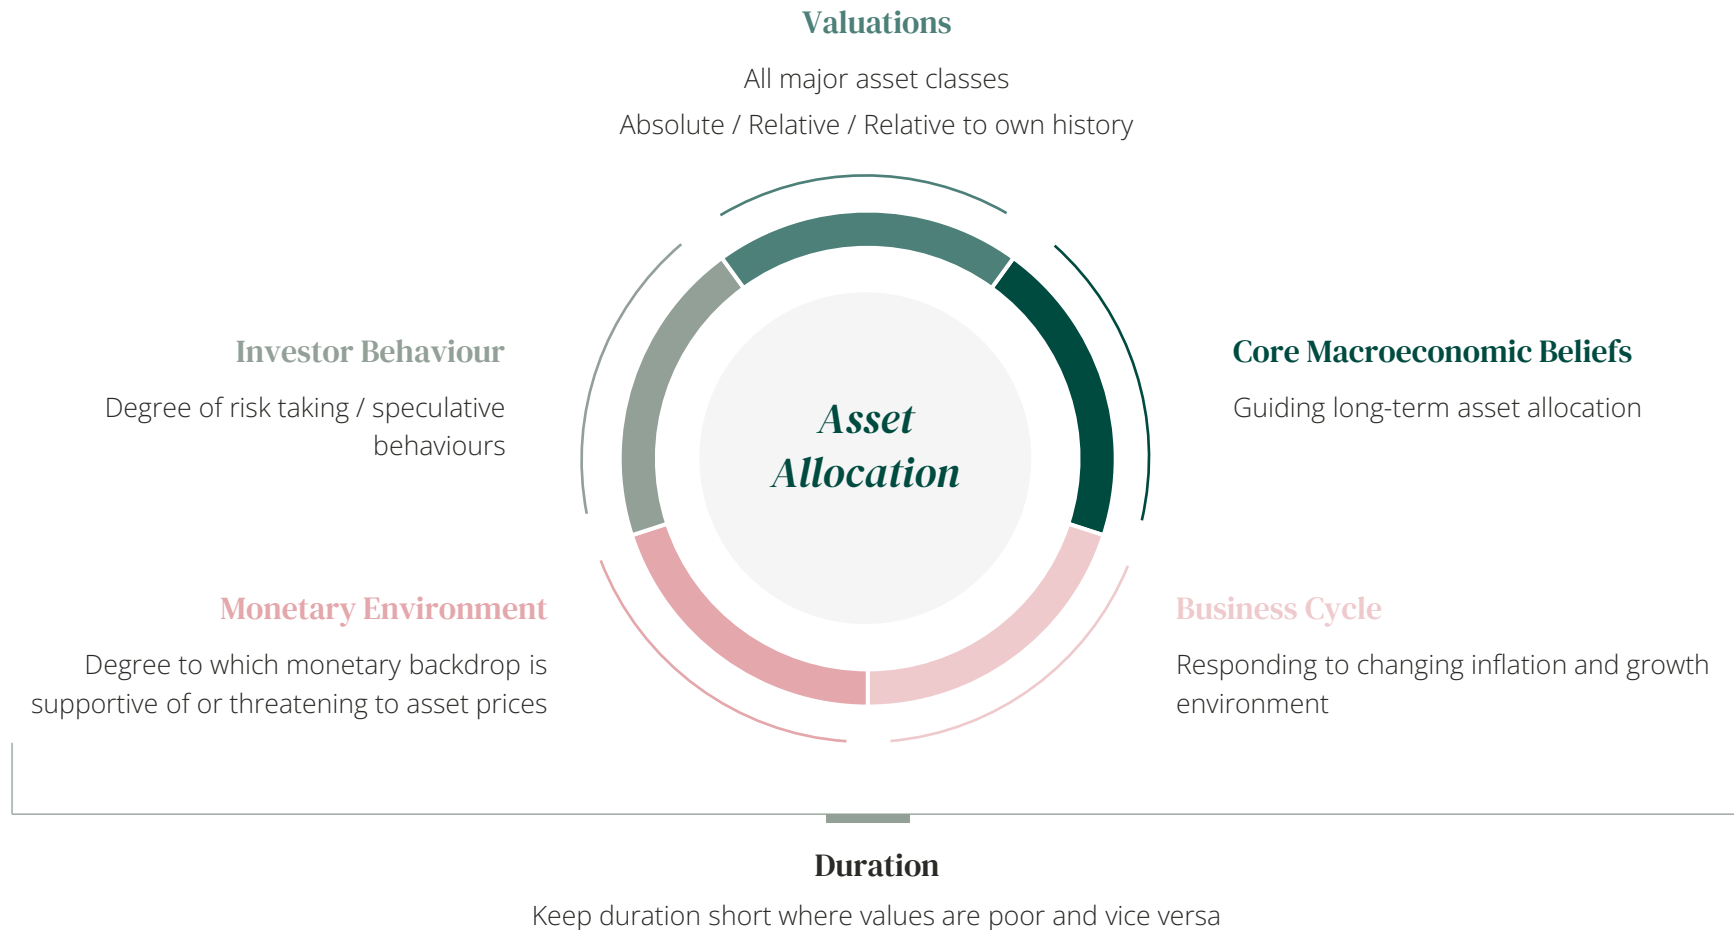 Valuations
All major asset classes
Absolute / Relative / Relative to own history
Investor Behaviour
Degree of risk taking / speculative
behaviours
Asset
Allocation
Core Macroeconomic Beliefs
Guiding long-term asset allocation
Monetary Environment
Degree to which monetary backdrop is
supportive of or threatening to asset prices
Business Cycle
Responding to changing inflation and growth
environment
Duration
Keep duration short where values are poor and vice versa